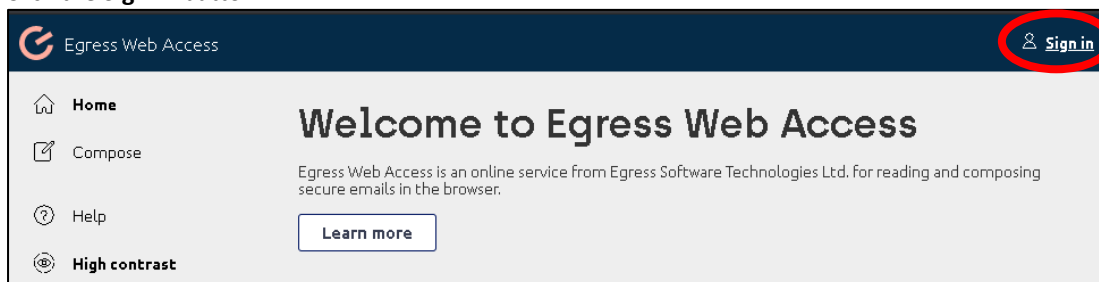 Egress Web Access
Sign in
Home
Compose
Help
High contrast
Welcome to Egress Web Access
Egress Web Access is an online service from Egress Software Technologies Ltd. for reading and composing
secure emails in the browser.
Learn more